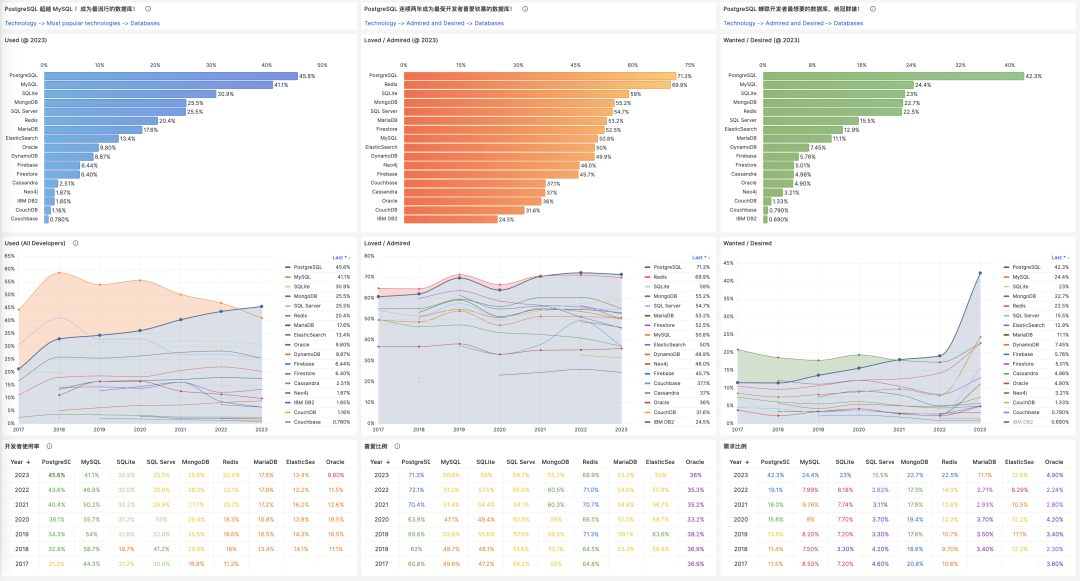 PostgreSQL 超越 MySQL！ 成为最流行的数据库！
Technology -> Most popular technologies -> Databases
PostgreSQL 连续两年成为最受开发者喜爱钦慕的数据库！
Technology -> Admired and Desired -> Databases
PostgreSQL 蝉联开发者最想要的数据库，绝冠群雄！
Technology -> Admired and Desired -> Databases
Used (@ 2023)
0% 10% 20% 30% 40% 50%
PostgreSQL 45.6%
MySQL 41.1%
SQLite 30.9%
MongoDB 25.5%
SQL Server 25.5%
Redis 20.4%
MariaDB 17.6%
ElasticSearch 13.4%
Oracle 9.80%
DynamoDB 8.87%
Firebase 6.44%
Firestore 6.40%
Cassandra 2.51%
Neo4j 1.87%
IBM DB2 1.85%
CouchDB 1.16%
Couchbase 0.760%
Loved / Admired (@ 2023)
0% 15% 30% 45% 60% 75%
PostgreSQL 71.3%
Redis 69.9%
SQLite 59%
MongoDB 55.2%
SQL Server 54.7%
MariaDB 53.2%
Firestore 52.5%
MySQL 50.8%
ElasticSearch 50%
DynamoDB 49.9%
Neo4j 46.0%
Firebase 45.7%
Couchbase 37.1%
Cassandra 37%
Oracle 36%
CouchDB 31.6%
IBM DB2 24.5%
Wanted / Desired (@ 2023)
0% 8% 16% 24% 32% 40%
PostgreSQL 42.3%
MySQL 24.4%
SQLite 23%
MongoDB 22.7%
Redis 22.5%
SQL Server 15.5%
ElasticSearch 12.9%
MariaDB 11.1%
DynamoDB 7.45%
Firebase 5.76%
Firestore 5.01%
Cassandra 4.96%
Oracle 4.90%
Neo4j 3.21%
CouchDB 1.33%
Couchbase 0.790%
IBM DB2 0.690%
Used (All Developers)
65%
60%
55%
50%
45%
40%
35%
30%
25%
20%
15%
10%
5%
0%
2017 2018 2019 2020 2021 2022 2023
Last *
PostgreSQL 45.6%
MySQL 41.1%
SQLite 30.9%
MongoDB 25.5%
SQL Server 25.5%
Redis 20.4%
MariaDB 17.6%
ElasticSearch 13.4%
Oracle 9.80%
DynamoDB 8.87%
Firebase 6.44%
Firestore 6.40%
Cassandra 2.51%
Neo4j 1.87%
IBM DB2 1.85%
CouchDB 1.16%
Couchbase 0.760%
Loved / Admired
80%
70%
60%
50%
40%
30%
20%
10%
0%
2017 2018 2019 2020 2021 2022 2023
Last *
PostgreSQL 71.3%
Redis 69.9%
SQLite 59%
MongoDB 55.2%
SQL Server 54.7%
MariaDB 53.2%
Firestore 52.5%
MySQL 50.8%
ElasticSearch 50%
DynamoDB 49.9%
Neo4j 46.0%
Firebase 45.7%
Couchbase 37.1%
Cassandra 37%
Oracle 36%
CouchDB 31.6%
IBM DB2 24.5%
Wanted / Desired
45%
40%
35%
30%
25%
20%
15%
10%
5%
0%
2017 2018 2019 2020 2021 2022 2023
Last *
PostgreSQL 42.3%
MySQL 24.4%
SQLite 23%
MongoDB 22.7%
Redis 22.5%
SQL Server 15.5%
ElasticSearch 12.9%
MariaDB 11.1%
DynamoDB 7.45%
Firebase 5.76%
Firestore 5.01%
Cassandra 4.96%
Oracle 4.90%
Neo4j 3.21%
CouchDB 1.33%
Couchbase 0.790%
IBM DB2 0.690%
开发者使用率
Year PostgreSC MySQL SQLite SQL Serve MongoDB Redis MariaDB ElasticSea Oracle
2023 45.6% 41.1% 30.9% 25.5% 25.5% 20.4% 17.6% 13.4% 9.80%
2022 43.6% 46.9% 32.0% 26.9% 28.3% 22.1% 17.9% 12.2% 11.5%
2021 40.4% 50.2% 32.2% 27.7% 20.7% 17.2% 16.2% 12.6%
2020 36.1% 55.7% 31.2% 33% 26.4% 18.3% 16.8% 13.8% 16.5%
2019 34.3% 54% 31.6% 32.8% 25.5% 18.6% 16.5% 14.3% 16.5%
2018 32.9% 58.7% 19.7% 41.2% 25.9% 18% 13.4% 14.1% 11.1%
2017 21.2% 44.3% 21.2% 30.8% 16.8% 11.2%
喜爱比例
Year PostgreSC MySQL SQLite SQL Serve MongoDB Redis MariaDB ElasticSea Oracle
2023 71.3% 50.8% 59% 54.7% 55.2% 69.9% 53.2% 50% 36%
2022 72.1% 51.2% 57.5% 60.5% 71.0% 35.3%
2021 70.4% 51.4% 54.1% 60.3% 70.7% 35.2%
2020 63.9% 47.1% 49.4% 56% 66.5% 33.2%
2019 68.6% 57.5% 59.5% 71.3% 63.6% 38.2%
2018 62% 48.7% 48.1% 51.6% 55.1% 64.5% 53.2% 36.9%
2017 60.8% 49.6% 47.2% 54.2% 55% 64.8% 36.9%
需求比例
Year PostgreSC MySQL SQLite SQL Serve MongoDB Redis MariaDB ElasticSea Oracle
2023 42.3% 24.4% 23% 15.5% 22.7% 22.5% 11.1% 12.9% 4.90%
2022 19.1% 7.99% 8.18% 2.62% 17.3% 14.3% 2.71% 8.29% 2.24%
2021 18.0% 9.76% 7.74% 3.11% 17.9% 12.6% 2.93% 10.5% 2.80%
2020 15.6% 9% 7.70% 3.70% 19.4% 12.2% 3.70% 12.2% 4.20%
2019 13.6% 8.20% 7.20% 3.30% 17.8% 10.7% 3.50% 11.1% 3.10%
2018 11.4% 7.50% 3.30% 4.20% 18.6% 9.70% 3.40% 12.2% 2.30%
2017 11.5% 8.50% 7.20% 4.60% 20.8% 10.6% 3.80%